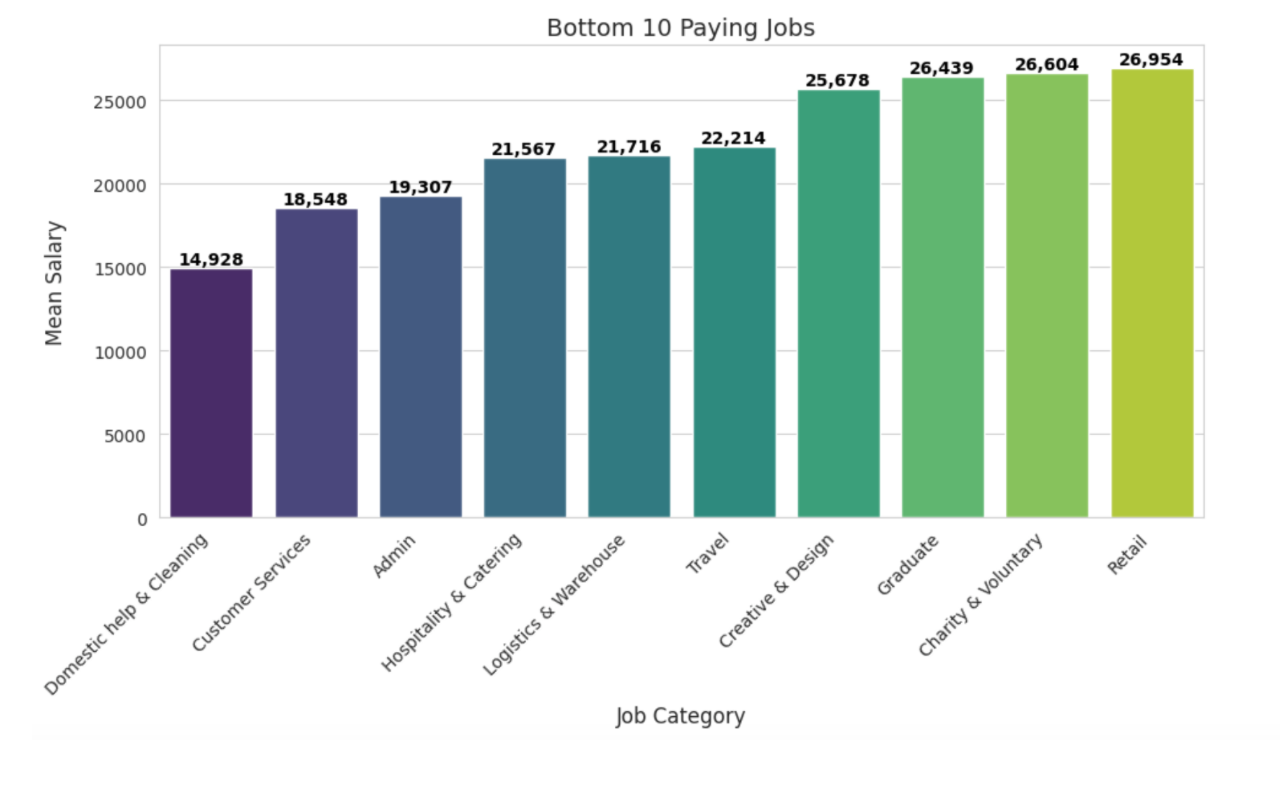 Bottom 10 Paying Jobs
Mean Salary
25000
20000
15000
10000
5000
0
14,928
18,548
19,307
21,567
21,716
22,214
25,678
26,439
26,604
26,954
Domestic help & Cleaning
Customer Services
Admin
Hospitality & Catering
Logistics & Warehouse
Travel
Creative & Design
Graduate
Charity & Voluntary
Retail
Job Category